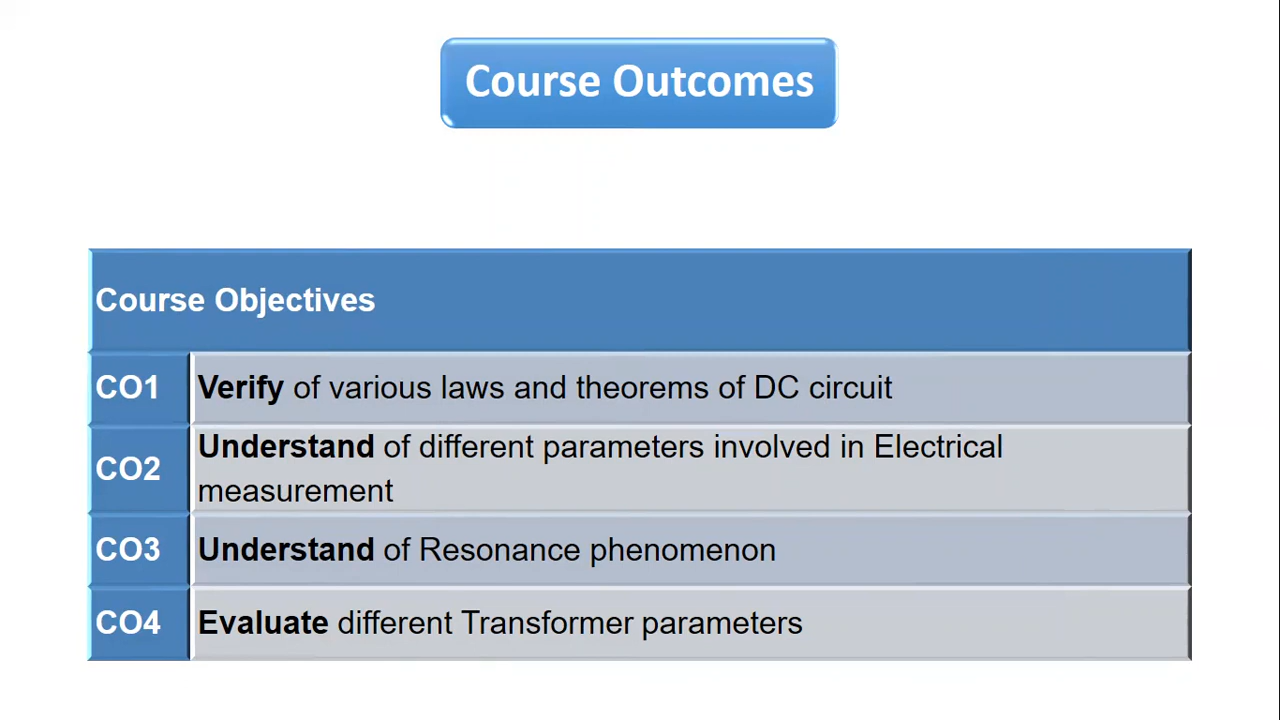 Course Outcomes
Course Objectives
CO1 Verify of various laws and theorems of DC circuit
CO2 Understand of different parameters involved in Electrical
measurement
CO3 Understand of Resonance phenomenon
CO4 Evaluate different Transformer parameters